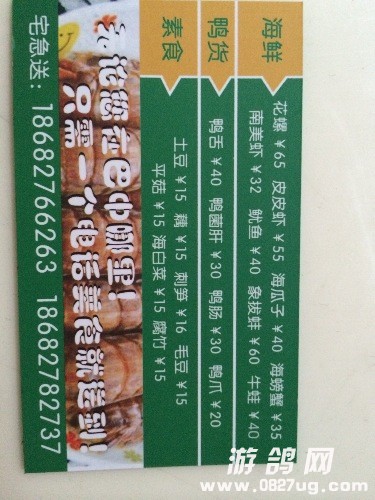 海鲜
花螺 ¥65 皮皮虾 ¥55 海瓜子 ¥40 海螃蟹 ¥35
南美虾 ¥32 鱿鱼 ¥40 象拔蚌 ¥60 牛蛙 ¥40
鸭货
鸭舌 ¥40 鸭菌肝 ¥30 鸭肠 ¥30 鸭爪 ¥20
素食
土豆 ¥15 藕 ¥15 刺笋 ¥16 毛豆 ¥15
平菇 ¥15 海白菜 ¥15 腐竹 ¥15
无论您在巴中哪里!
只需一个电话美食就送到!
宅急送: 18682766263 18682782737
游鸽网
www.0827ug.com